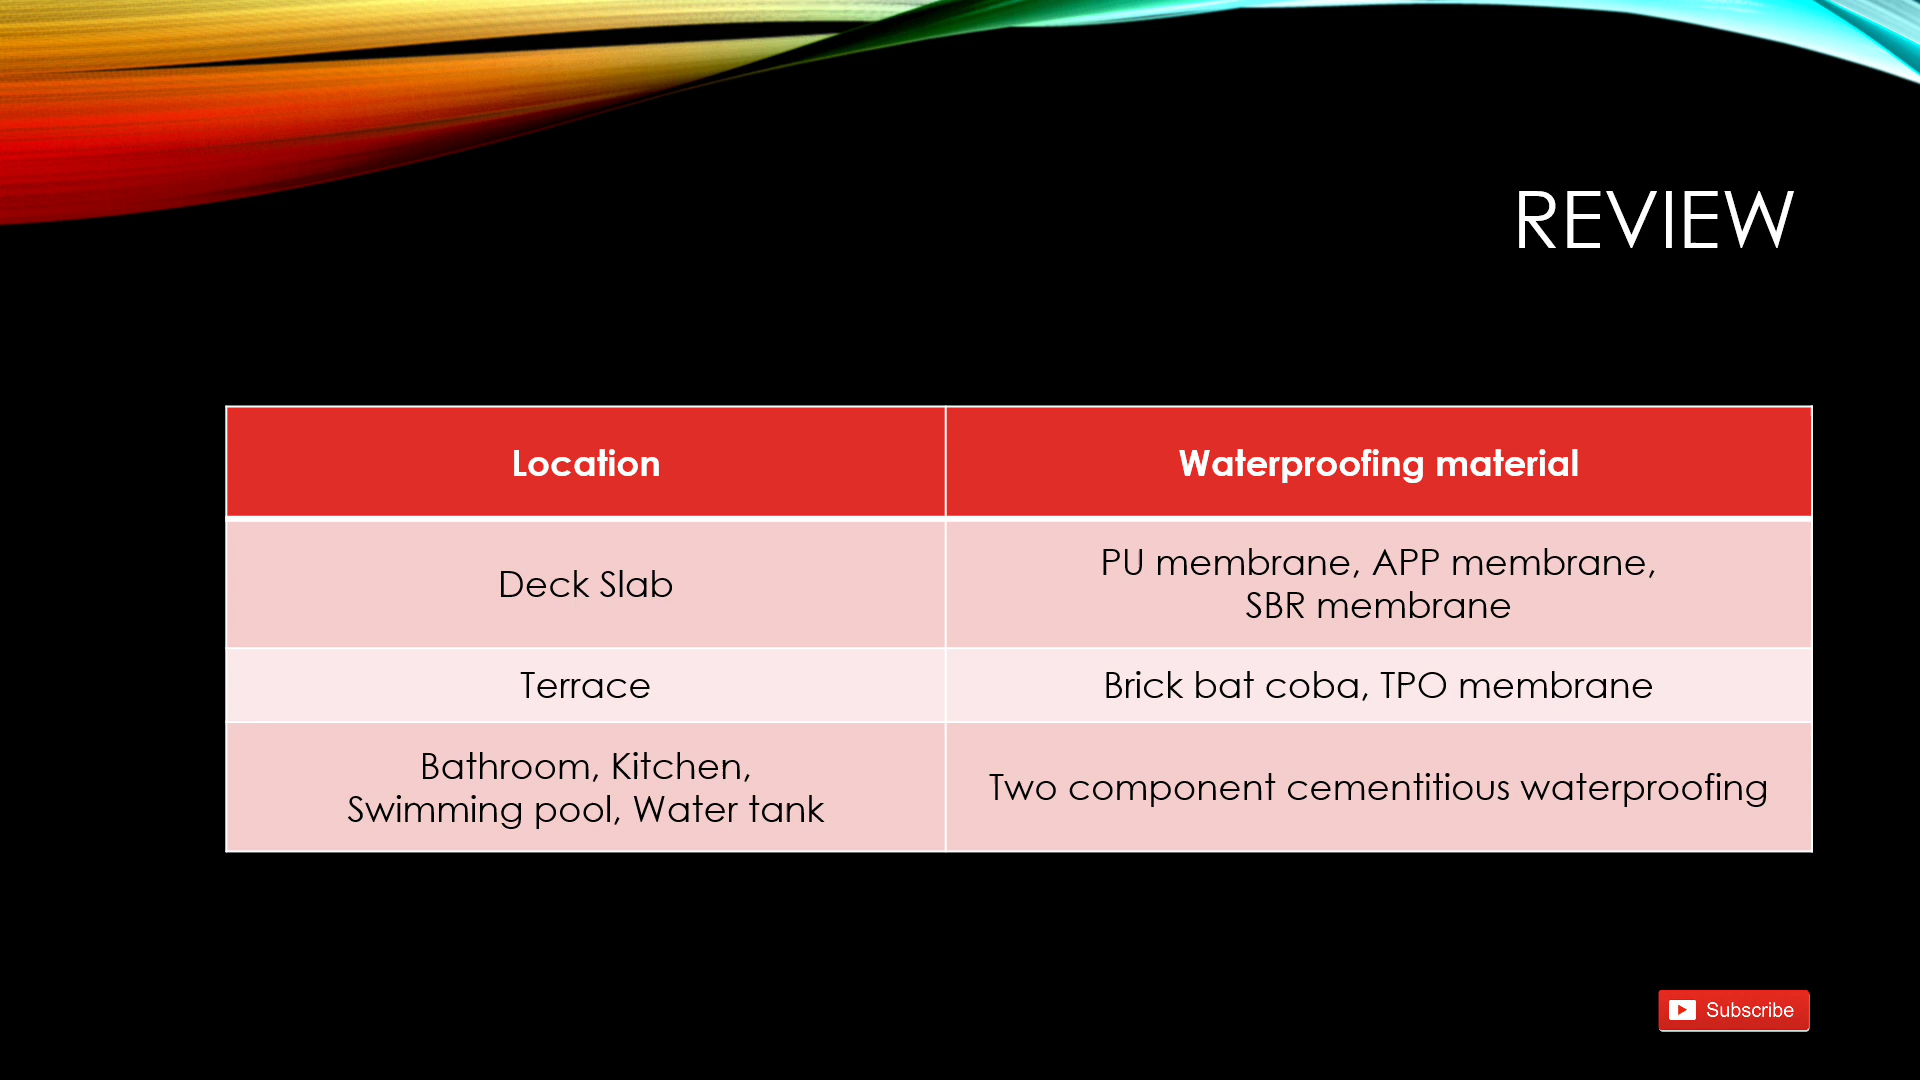 REVIEW
Location
Waterproofing material
Deck Slab
PU membrane, APP membrane,
SBR membrane
Terrace
Brick bat coba, TPO membrane
Bathroom, Kitchen,
Swimming pool, Water tank
Two component cementitious waterproofing
Subscribe